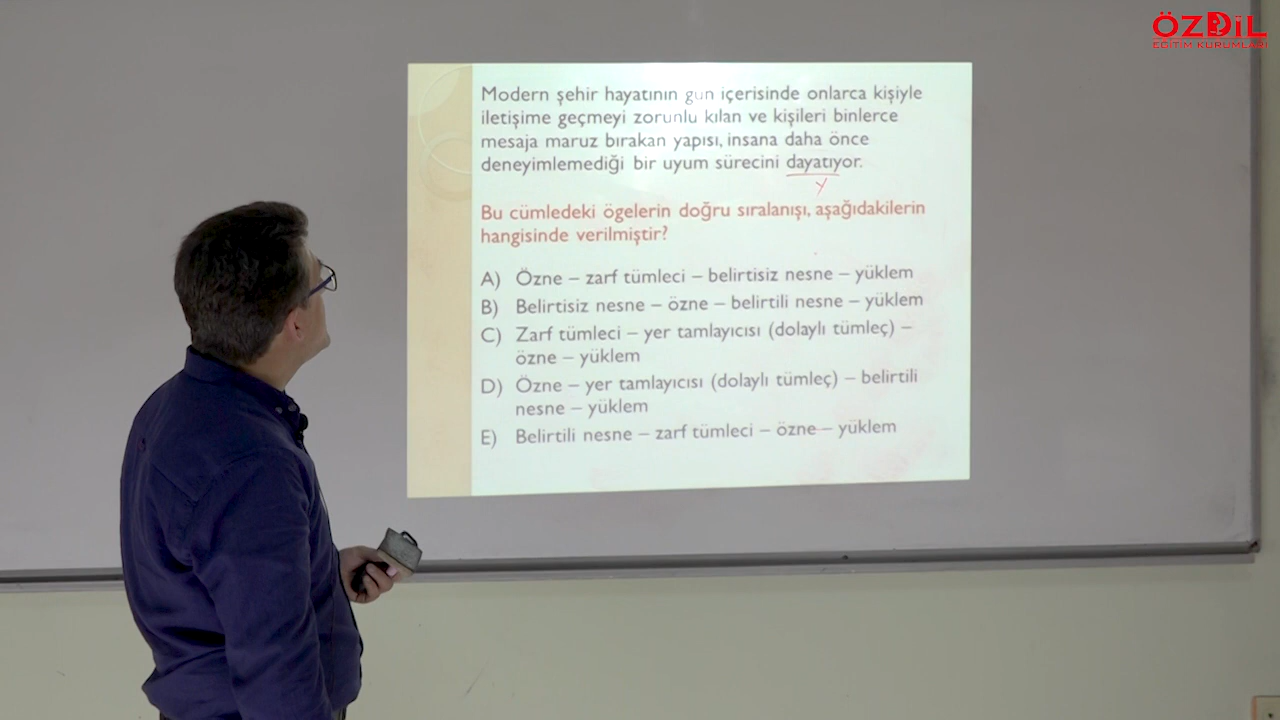 ÖZDİL
EĞİTİM KURUMLARI
Modern şehir hayatının gün içerisinde onlarca kişiyle
iletişime geçmeyi zorunlu kılan ve kişileri binlerce
mesaja maruz bırakan yapısı, insana daha önce
deneyimlemediği bir uyum sürecini dayatıyor.
y
Bu cümledeki ögelerin doğru sıralanışı, aşağıdakilerin
hangisinde verilmiştir?
A) Özne – zarf tümleci – belirtisiz nesne – yüklem
B) Belirtisiz nesne – özne – belirtili nesne – yüklem
C) Zarf tümleci – yer tamlayıcısı (dolaylı tümleç) –
özne – yüklem
D) Özne – yer tamlayıcısı (dolaylı tümleç) – belirtili
nesne – yüklem
E) Belirtili nesne – zarf tümleci – özne – yüklem